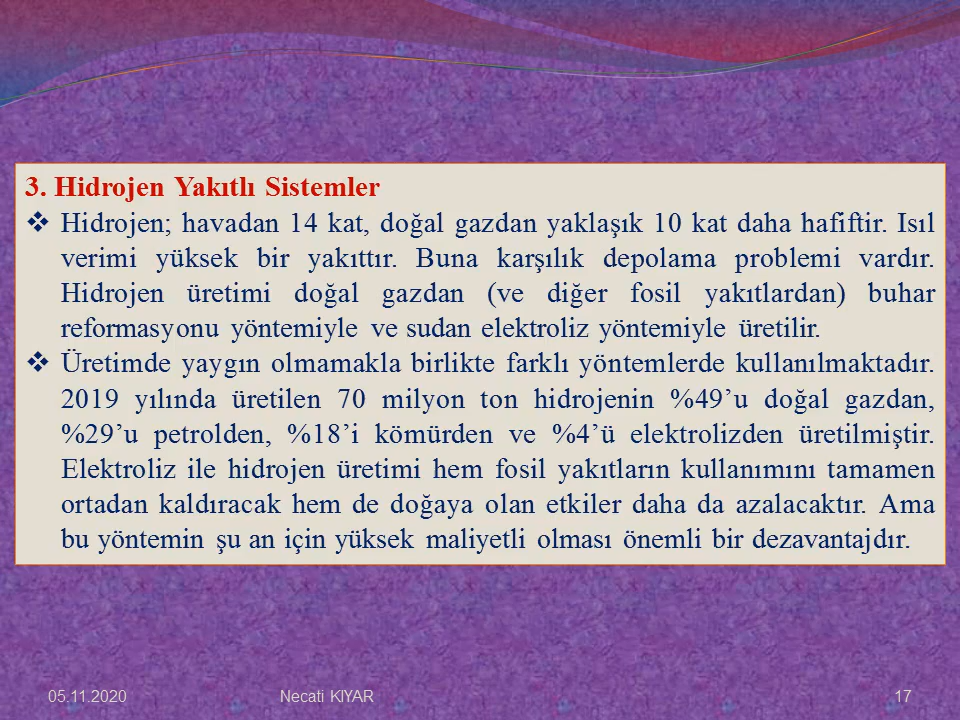 3. Hidrojen Yakıtlı Sistemler
❖ Hidrojen; havadan 14 kat, doğal gazdan yaklaşık 10 kat daha hafiftir. Isıl
verimi yüksek bir yakıttır. Buna karşılık depolama problemi vardır.
Hidrojen üretimi doğal gazdan (ve diğer fosil yakıtlardan) buhar
reformasyonu yöntemiyle ve sudan elektroliz yöntemiyle üretilir.
❖ Üretimde yaygın olmamakla birlikte farklı yöntemlerde kullanılmaktadır.
2019 yılında üretilen 70 milyon ton hidrojenin %49’u doğal gazdan,
%29’u petrolden, %18’i kömürden ve %4’ü elektrolizden üretilmiştir.
Elektroliz ile hidrojen üretimi hem fosil yakıtların kullanımını tamamen
ortadan kaldıracak hem de doğaya olan etkiler daha da azalacaktır. Ama
bu yöntemin şu an için yüksek maliyetli olması önemli bir dezavantajdır.
05.11.2020 Necati KIYAR 17